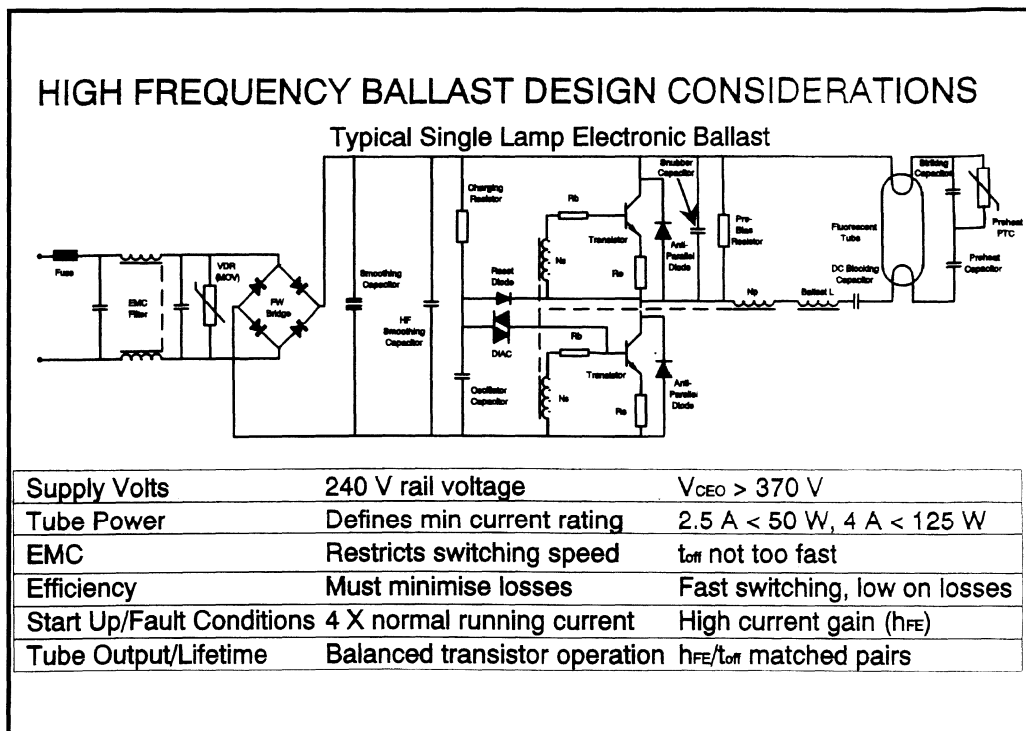 HIGH FREQUENCY BALLAST DESIGN CONSIDERATIONS
Typical Single Lamp Electronic Ballast
Fuse
EMC
Filter
VDR
(MOV)
FW
Bridge
Smoothing
Capacitor
HF
Smoothing
Capacitor
Charging
Resistor
Reset
Diode
DIAC
Oscillator
Capacitor
Rb
Ns
Transistor
Re
Anti-
Parallel
Diode
Snubber
Capacitor
Pre-
Bias
Resistor
Rb
Ns
Transistor
Re
Anti-
Parallel
Diode
Np
Ballast L
DC Blocking
Capacitor
Fluorescent
Tube
Striking
Capacitor
Preheat
PTC
Preheat
Capacitor
Supply Volts 240 V rail voltage VCEO > 370 V
Tube Power Defines min current rating 2.5 A < 50 W, 4 A < 125 W
EMC Restricts switching speed toff not too fast
Efficiency Must minimise losses Fast switching, low on losses
Start Up/Fault Conditions 4 X normal running current High current gain (hFE)
Tube Output/Lifetime Balanced transistor operation hFE/toff matched pairs